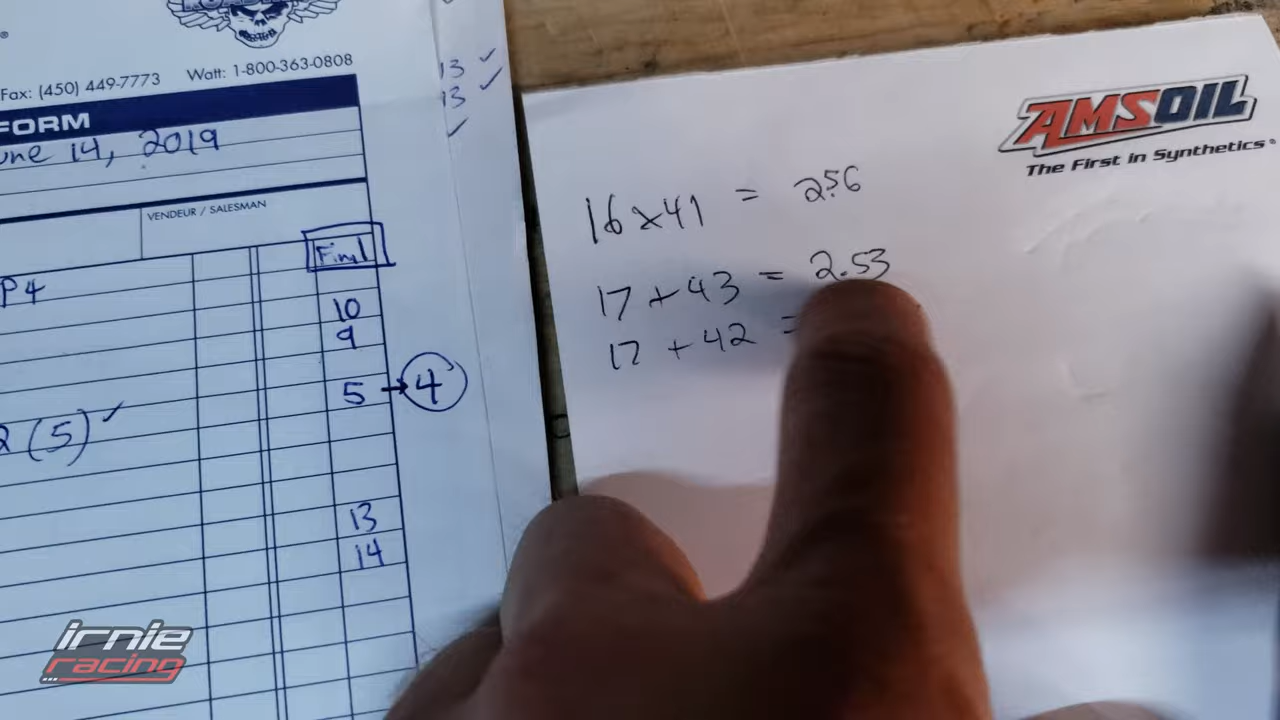 Fax: (450) 449-7773 Watt: 1-800-363-0808
FORM
une 14, 2019
VENDEUR / SALESMAN
Final
P4
10
9
5 → 4
2 (5) ✓
13
14
13 ✓
13 ✓
✓
AMSOIL
The First in Synthetics®
16 x 41 = 2.56
17 + 43 = 2.53
17 + 42 =
irnie
...racing